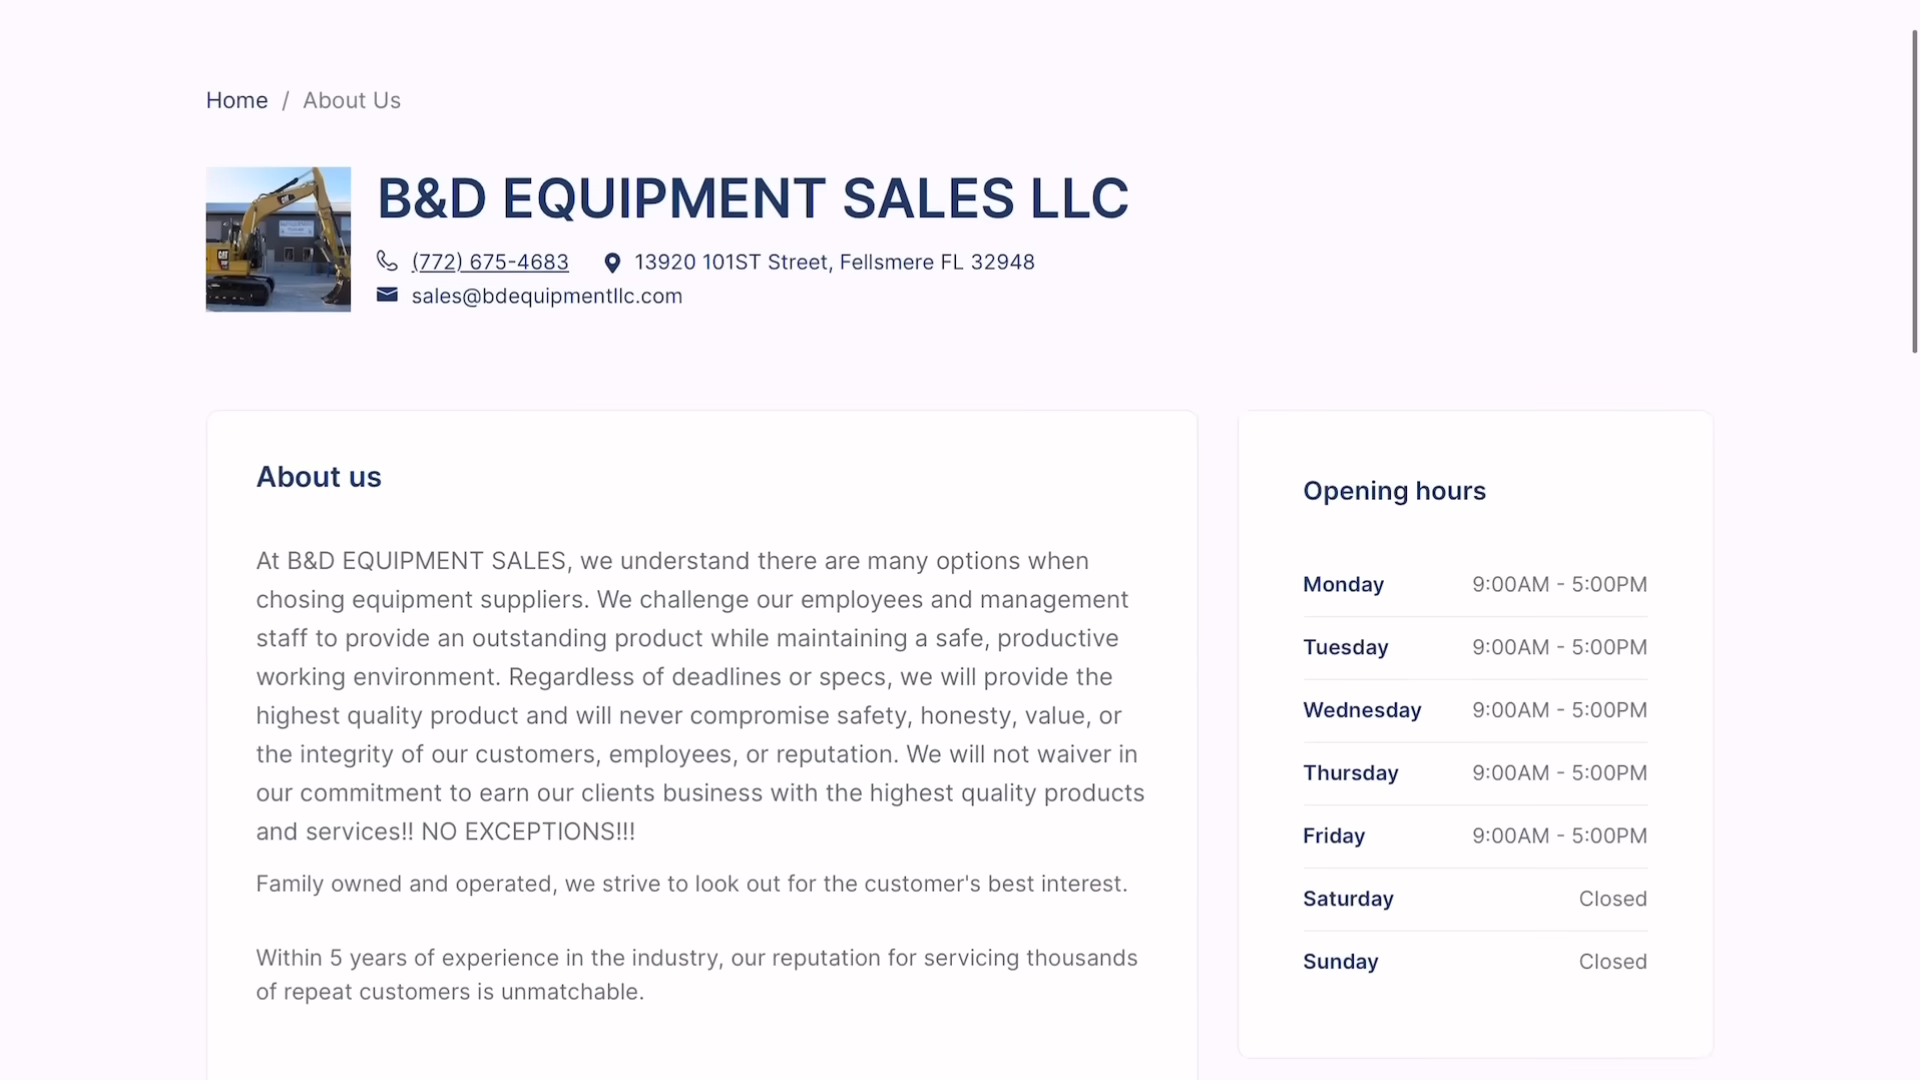 Home / About Us
B&D EQUIPMENT SALES LLC
(772) 675-4683 13920 101ST Street, Fellsmere FL 32948
sales@bdequipmentllc.com
About us
At B&D EQUIPMENT SALES, we understand there are many options when
chosing equipment suppliers. We challenge our employees and management
staff to provide an outstanding product while maintaining a safe, productive
working environment. Regardless of deadlines or specs, we will provide the
highest quality product and will never compromise safety, honesty, value, or
the integrity of our customers, employees, or reputation. We will not waiver in
our commitment to earn our clients business with the highest quality products
and services!! NO EXCEPTIONS!!!
Family owned and operated, we strive to look out for the customer's best interest.
Within 5 years of experience in the industry, our reputation for servicing thousands
of repeat customers is unmatchable.
Opening hours
Monday 9:00AM - 5:00PM
Tuesday 9:00AM - 5:00PM
Wednesday 9:00AM - 5:00PM
Thursday 9:00AM - 5:00PM
Friday 9:00AM - 5:00PM
Saturday Closed
Sunday Closed